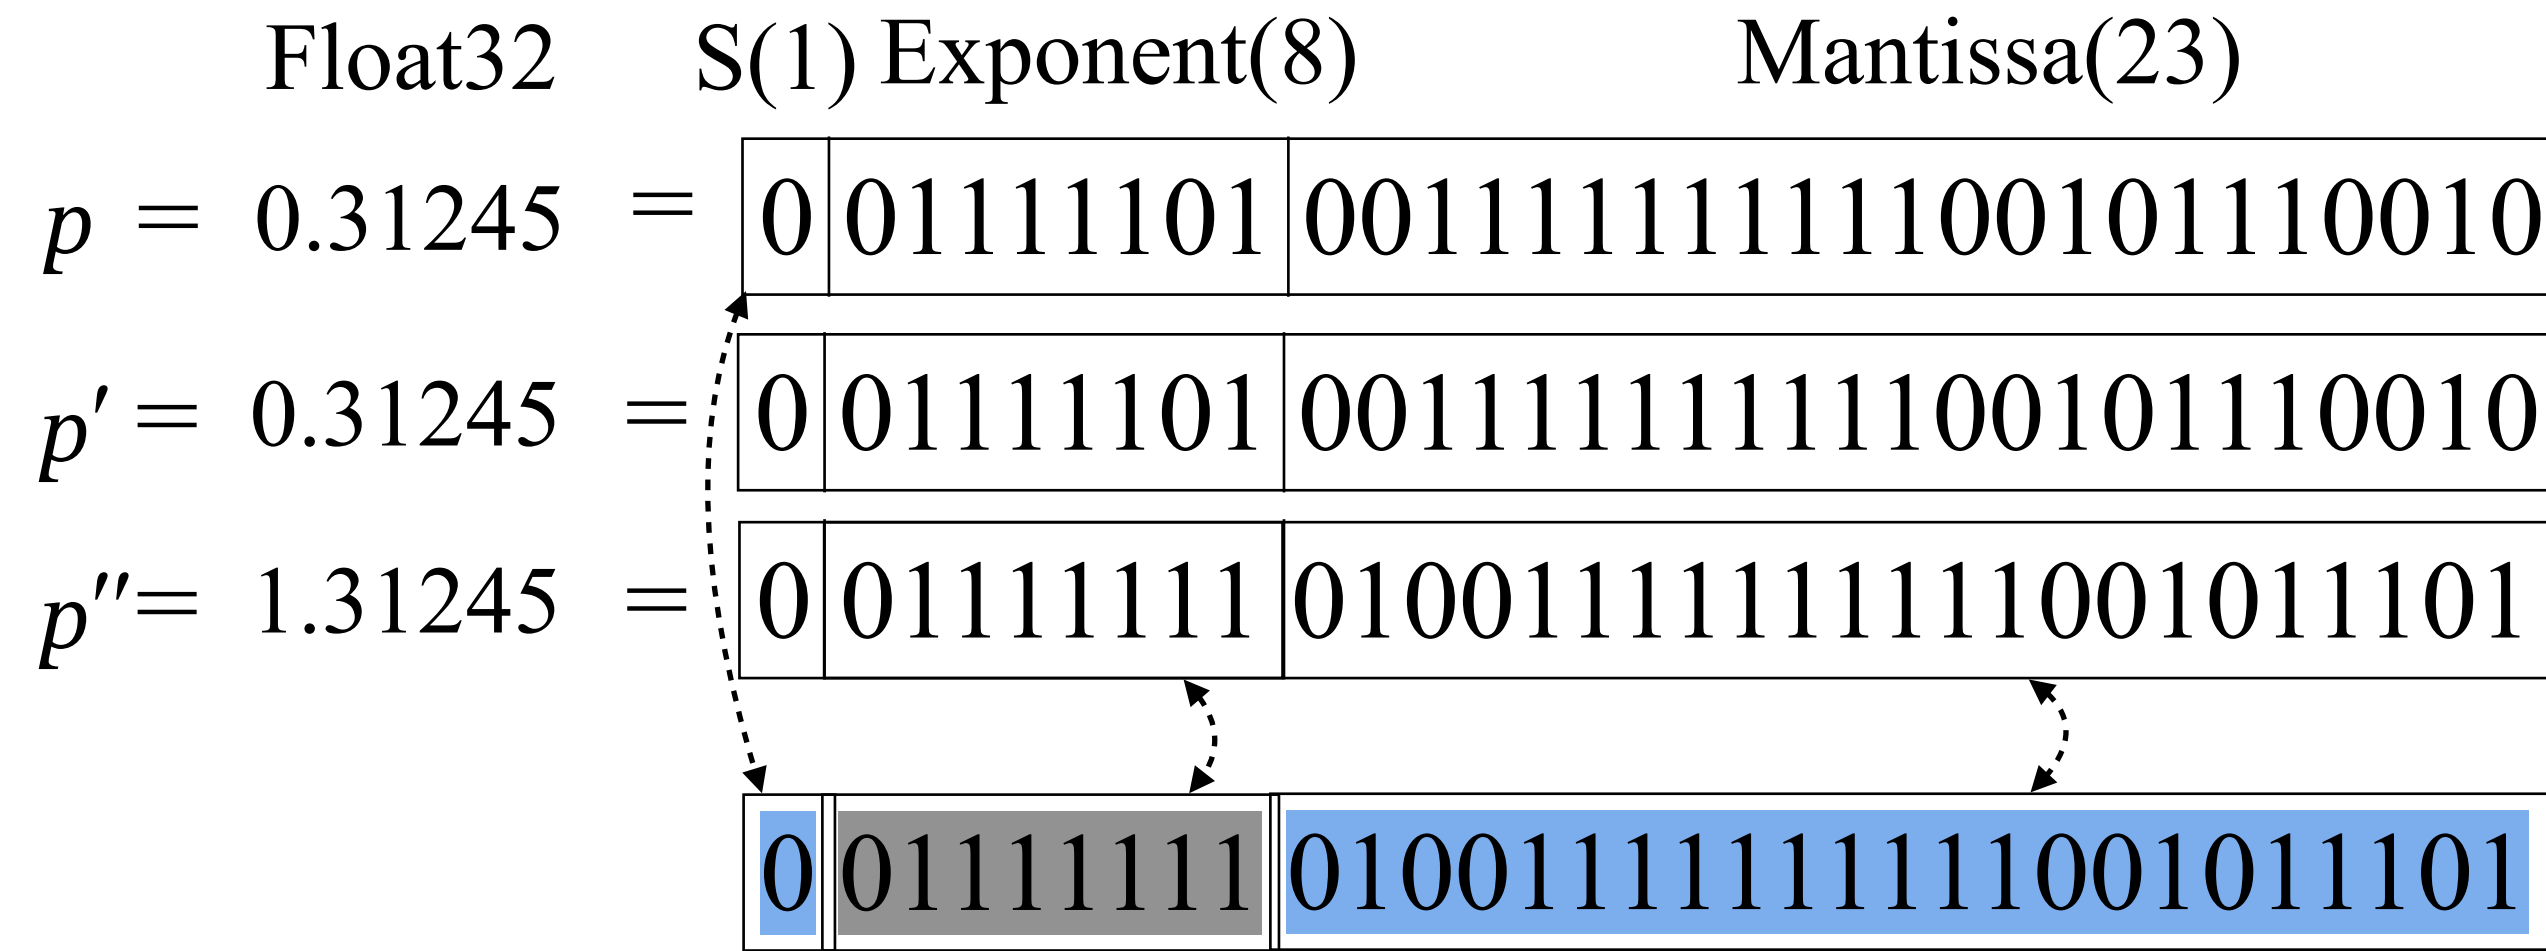 Float32 S(1) Exponent(8) Mantissa(23)
p = 0.31245 = 0 01111101 00111111111100101110010
p′ = 0.31245 = 0 01111101 00111111111100101110010
p″ = 1.31245 = 0 01111111 01001111111111001011101
0 01111111 01001111111111001011101